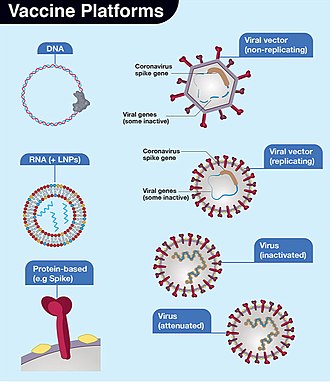 Vaccine Platforms
DNA
Viral vector
(non-replicating)
Coronavirus
spike gene
Viral genes
(some inactive)
RNA (+ LNPs)
Coronavirus
spike gene
Viral vector
(replicating)
Viral genes
(some inactive)
Protein-based
(e.g Spike)
Virus
(inactivated)
Virus
(attenuated)